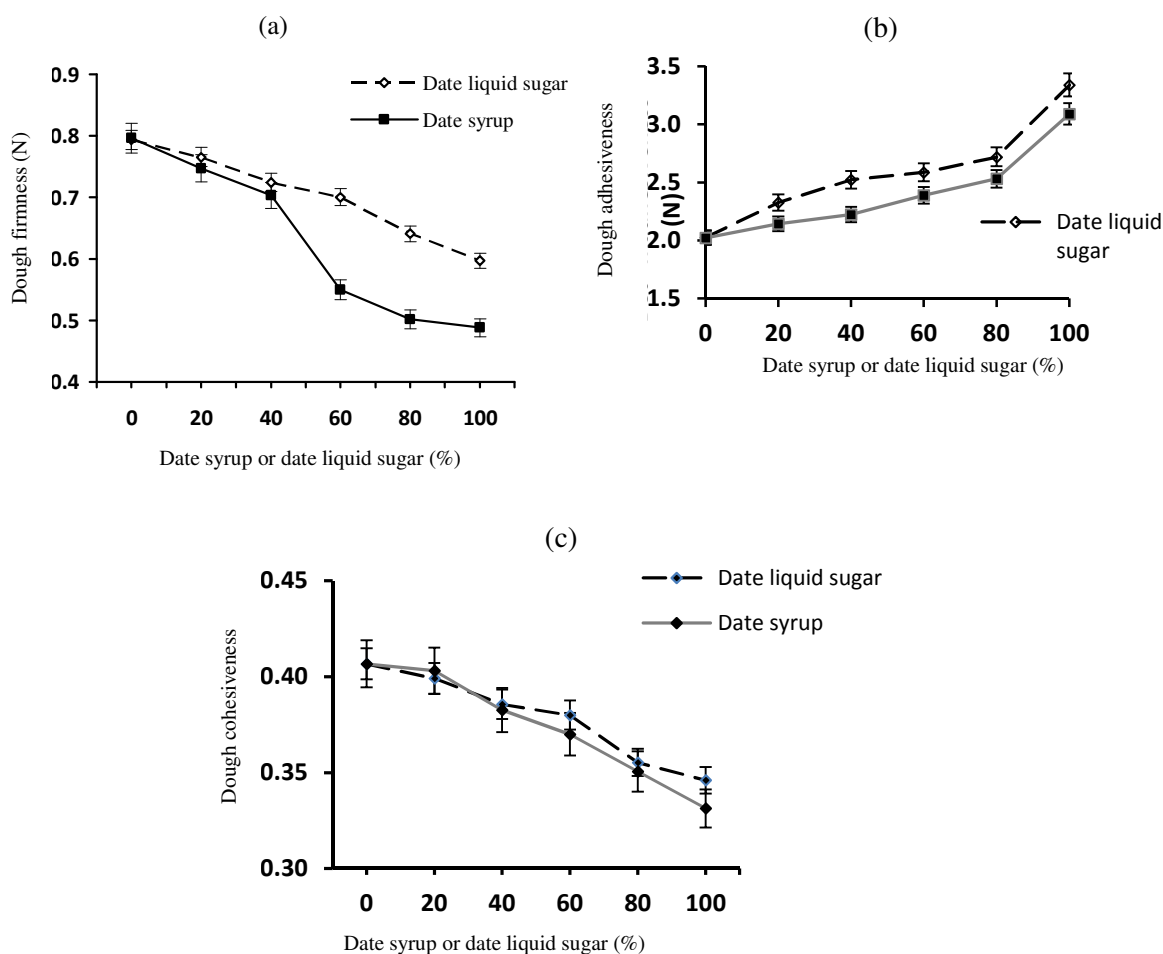 (a)
Date liquid sugar
Date syrup
Dough firmness (N)
0.9
0.8
0.7
0.6
0.5
0.4
0 20 40 60 80 100
Date syrup or date liquid sugar (%)
(b)
Dough adhesiveness
(N)
3.5
3.0
2.5
2.0
1.5
Date liquid
sugar
0 20 40 60 80 100
Date syrup or date liquid sugar (%)
(c)
Date liquid sugar
Date syrup
Dough cohesiveness
0.45
0.40
0.35
0.30
0 20 40 60 80 100
Date syrup or date liquid sugar (%)